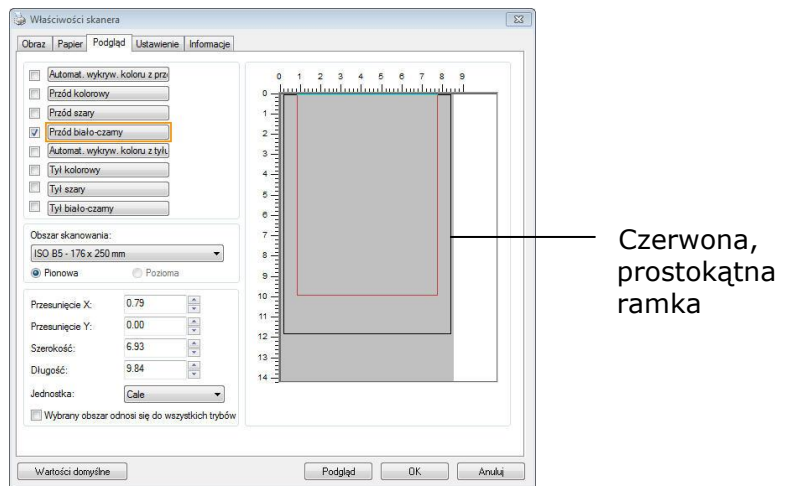 Właściwości skanera
Obraz Papier Podgląd Ustawienie Informacje
Automat. wykryw. koloru z prz
Przód kolorowy
Przód szary
Przód biało-czarny
Automat. wykryw. koloru z tyłu
Tył kolorowy
Tył szary
Tył biało-czarny
Obszar skanowania:
ISO B5 - 176 x 250 mm
Pionowa Pozioma
Przesunięcie X: 0.79
Przesunięcie Y: 0.00
Szerokość: 6.93
Długość: 9.84
Jednostka: Cale
Wybrany obszar odnosi się do wszystkich trybów
0 1 2 3 4 5 6 7 8 9
0
1
2
3
4
5
6
7
8
9
10
11
12
13
14
Czerwona,
prostokątna
ramka
Wartości domyślne Podgląd OK Anuluj